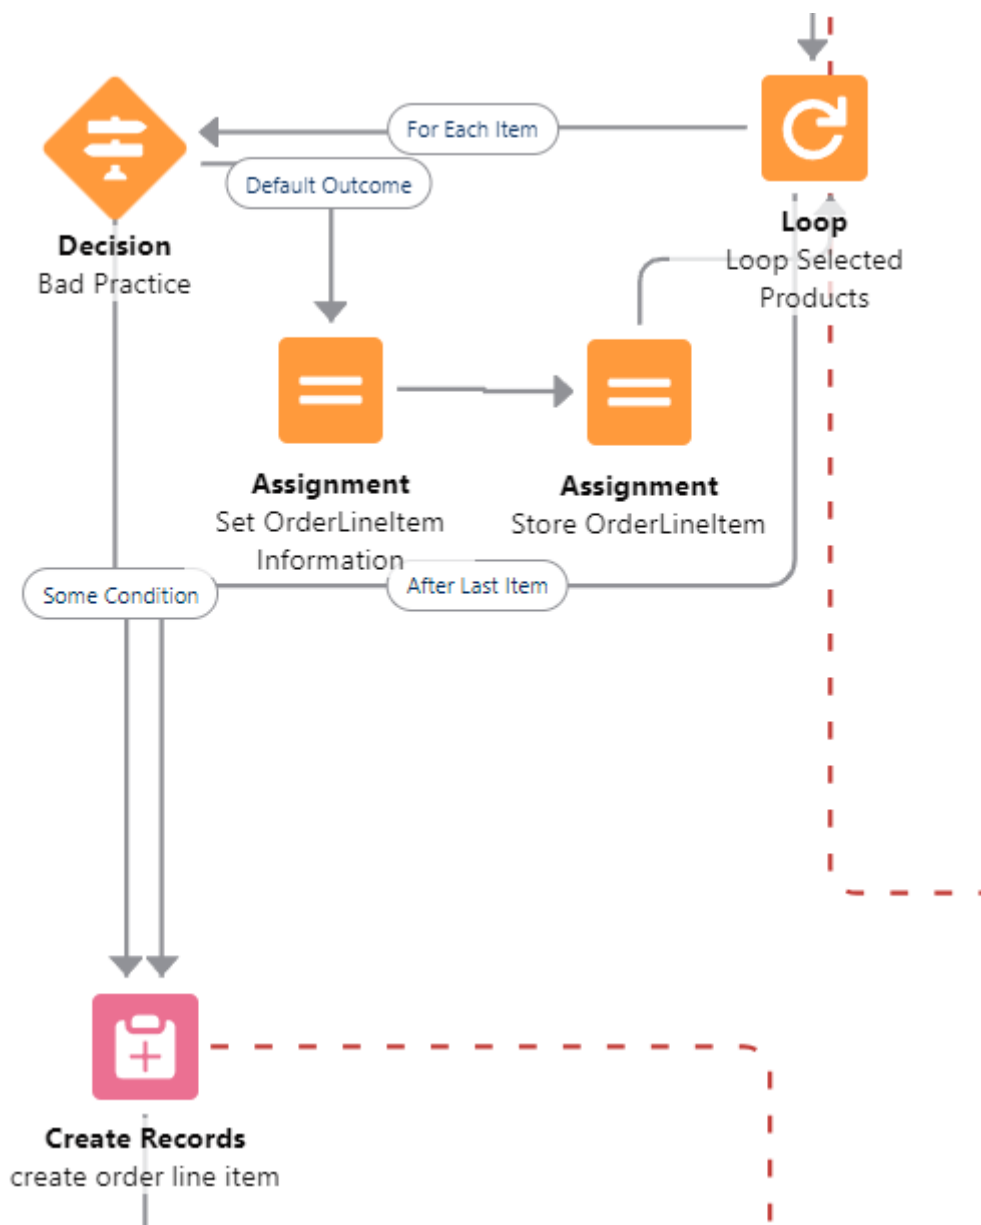 For Each Item
Default Outcome
Decision
Bad Practice
Loop
Loop Selected
Products
Assignment
Set OrderLineItem
Information
Assignment
Store OrderLineItem
Some Condition
After Last Item
Create Records
create order line item